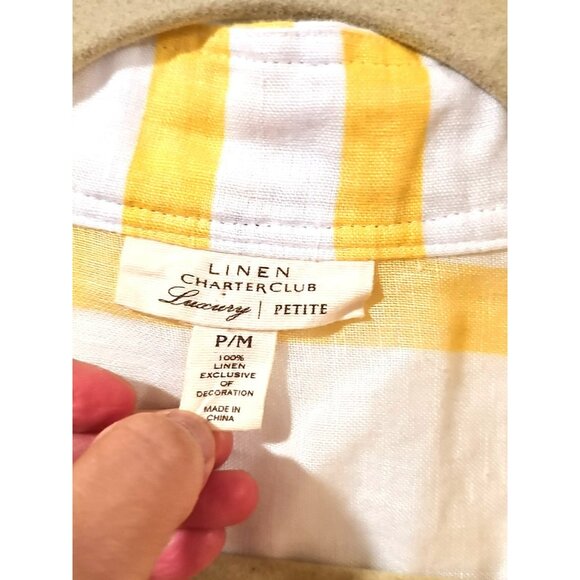 LINEN
CHARTERCLUB
Luxury | PETITE
P/M
100%
LINEN
EXCLUSIVE
OF
DECORATION
MADE IN
CHINA